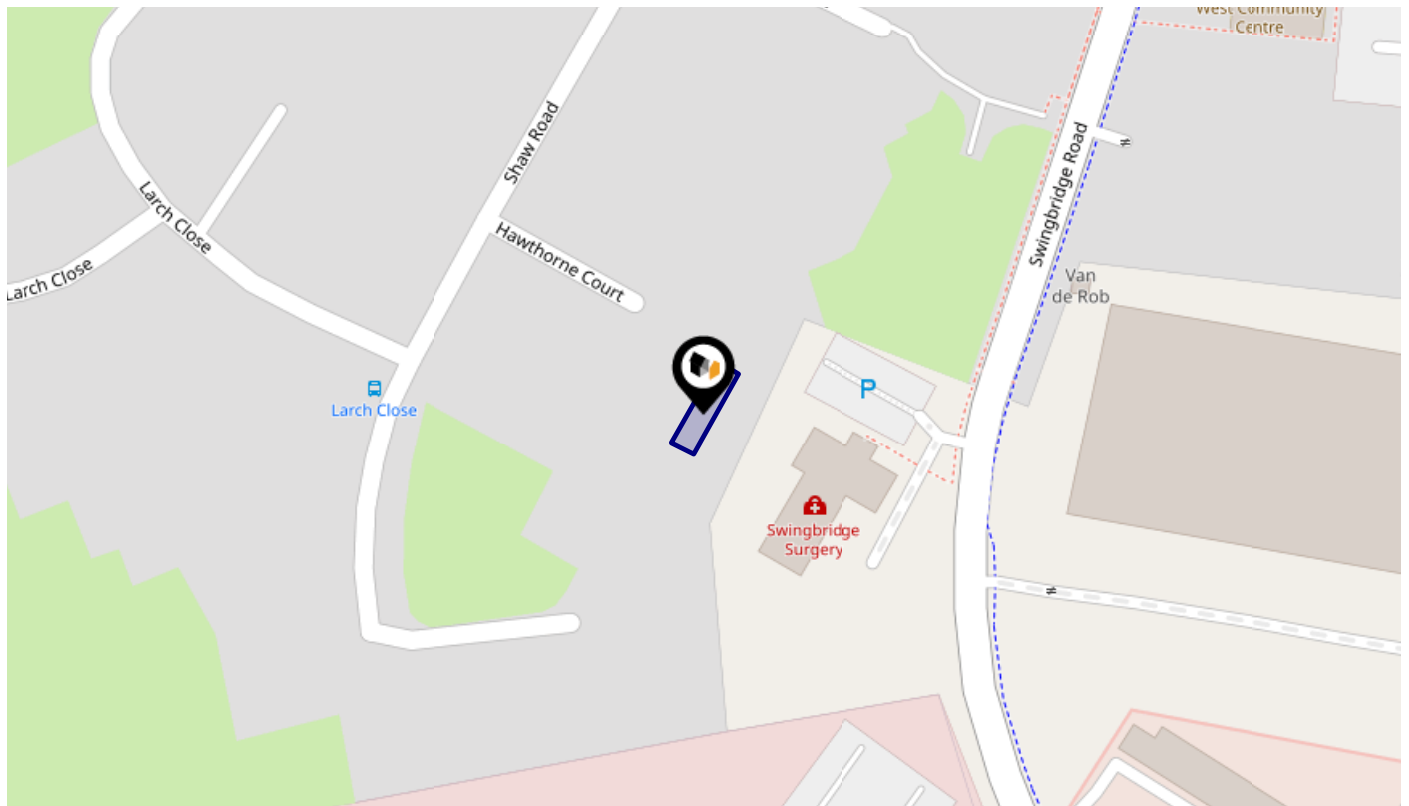 West Community
Centre
Shaw Road
Swingbridge Road
Larch Close
Hawthorne Court
Larch Close
Van
de Rob
P
Larch Close
Swingbridge
Surgery